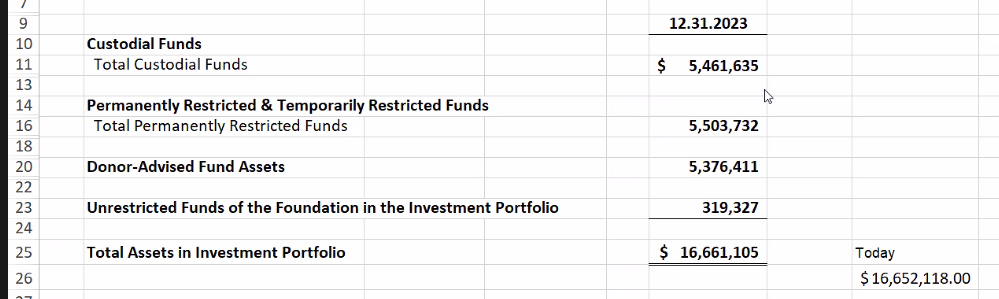 7
9 12.31.2023
10 Custodial Funds
11 Total Custodial Funds $ 5,461,635
13
14 Permanently Restricted & Temporarily Restricted Funds
16 Total Permanently Restricted Funds 5,503,732
18
20 Donor-Advised Fund Assets 5,376,411
22
23 Unrestricted Funds of the Foundation in the Investment Portfolio 319,327
24
25 Total Assets in Investment Portfolio $ 16,661,105 Today
26 $16,652,118.00
27